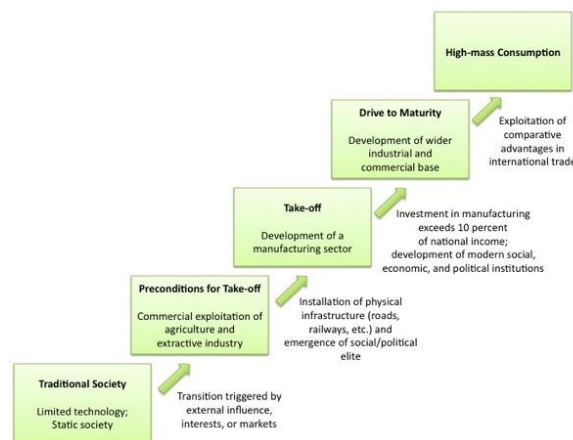 High-mass Consumption
Drive to Maturity
Development of wider
industrial and
commercial base
Exploitation of
comparative
advantages in
international trade
Take-off
Development of a
manufacturing sector
Investment in manufacturing
exceeds 10 percent
of national income;
development of modern social,
economic, and political institutions
Preconditions for Take-off
Commercial exploitation of
agriculture and
extractive industry
Installation of physical
infrastructure (roads,
railways, etc.) and
emergence of social/political
elite
Traditional Society
Limited technology;
Static society
Transition triggered by
external influence,
interests, or markets